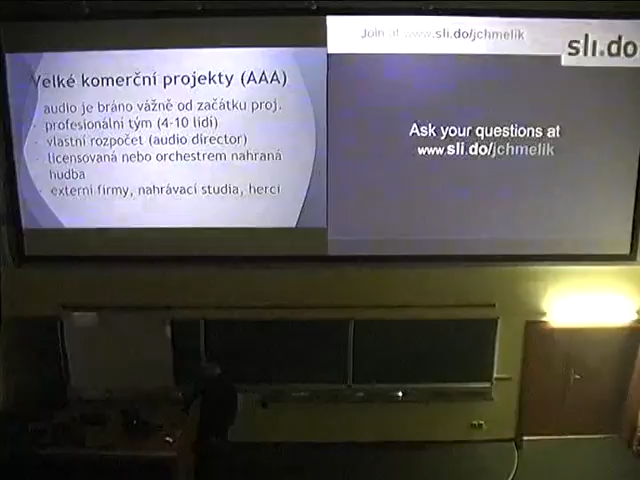 Velké komerční projekty (AAA)
audio je bráno vážně od začátku proj.
- profesionální tým (4-10 lidí)
- vlastní rozpočet (audio director)
- licensovaná nebo orchestrem nahraná
hudba
- externí firmy, nahrávací studia, herci
Join at www.sli.do/jchmelik
sli.do
Ask your questions at
www.sli.do/jchmelik